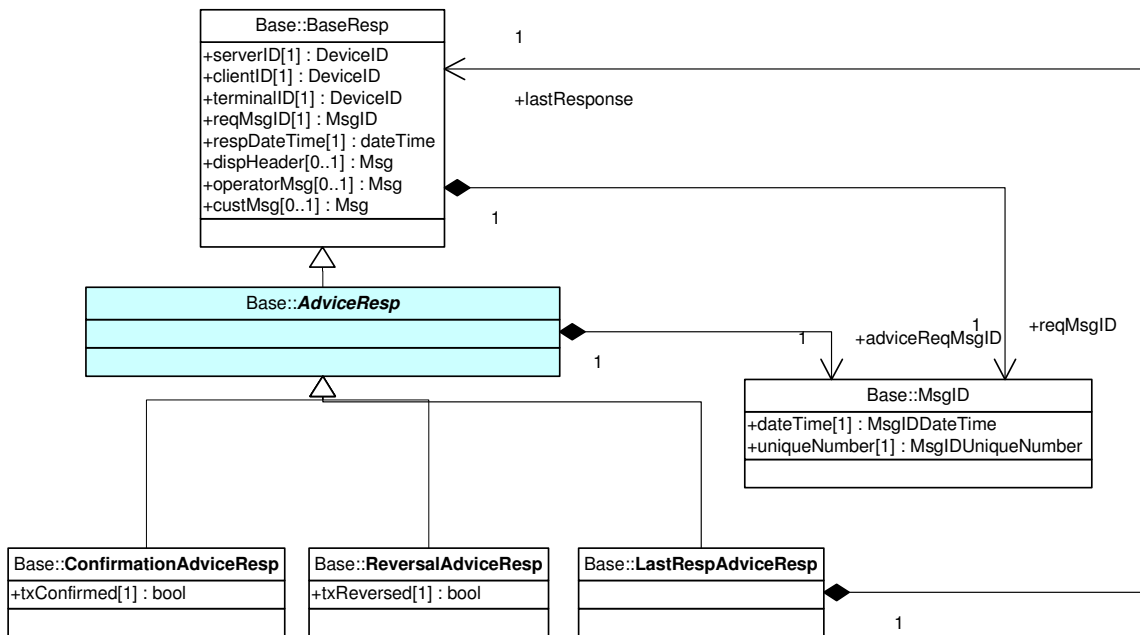 Base::BaseResp
+serverID[1] : DeviceID
+clientID[1] : DeviceID
+terminalID[1] : DeviceID
+reqMsgID[1] : MsgID
+respDateTime[1] : dateTime
+dispHeader[0..1] : Msg
+operatorMsg[0..1] : Msg
+custMsg[0..1] : Msg
1
+lastResponse
1
Base::AdviceResp
1
1
+adviceReqMsgID
1
+reqMsgID
Base::MsgID
+dateTime[1] : MsgIDDateTime
+uniqueNumber[1] : MsgIDUniqueNumber
Base::ConfirmationAdviceResp
+txConfirmed[1] : bool
Base::ReversalAdviceResp
+txReversed[1] : bool
Base::LastRespAdviceResp
1